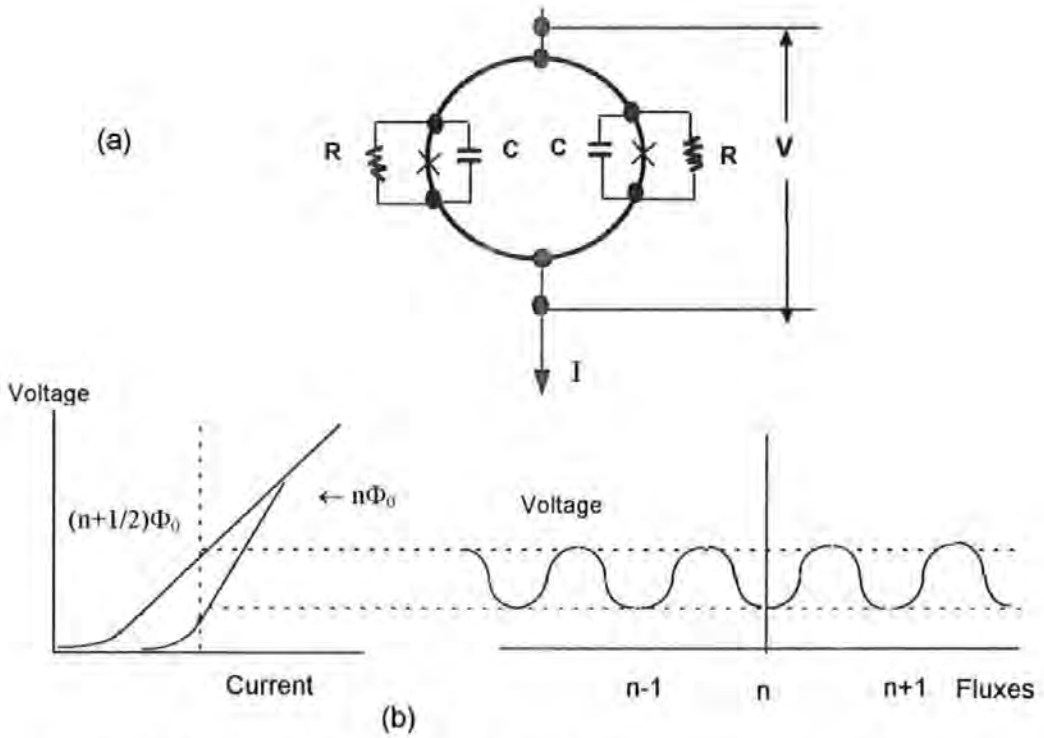 (a)
R
C
C
R
V
I
Voltage
(n+1/2)Φ₀
← nΦ₀
Voltage
Current
n-1
n
n+1
Fluxes
(b)